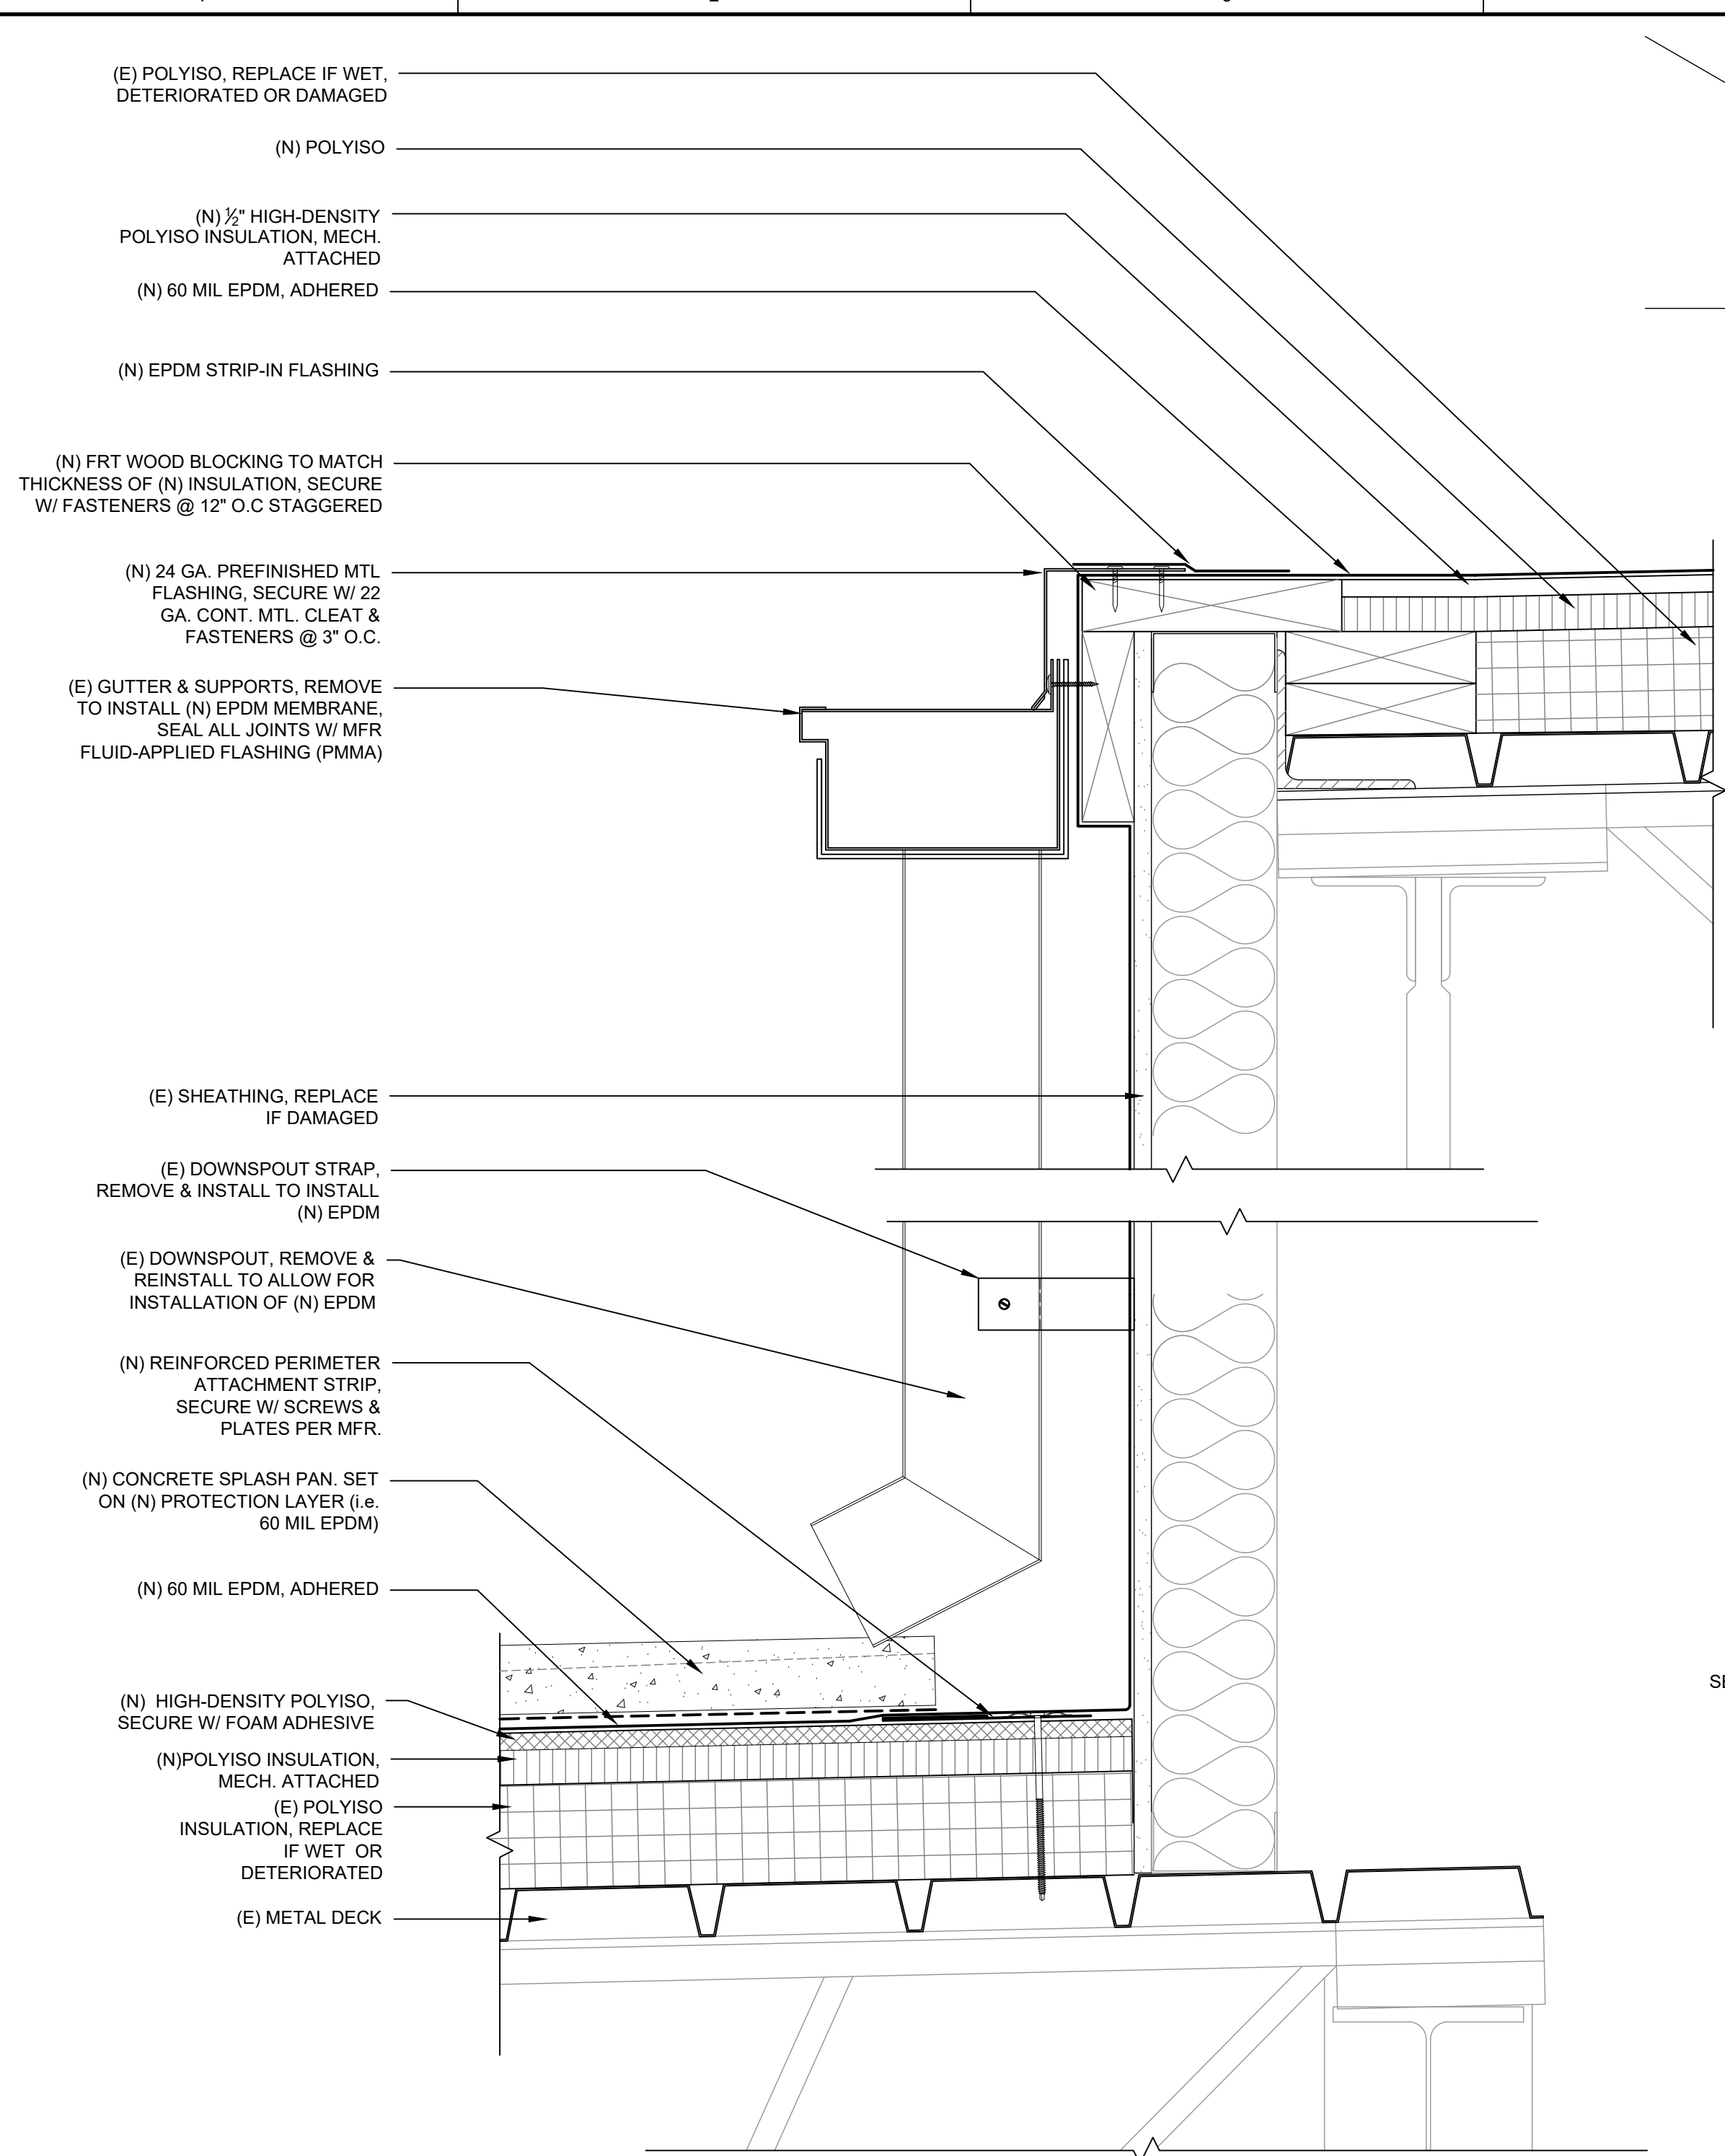 (E) POLYISO, REPLACE IF WET,
DETERIORATED OR DAMAGED
(N) POLYISO
(N) ½" HIGH-DENSITY
POLYISO INSULATION, MECH.
ATTACHED
(N) 60 MIL EPDM, ADHERED
(N) EPDM STRIP-IN FLASHING
(N) FRT WOOD BLOCKING TO MATCH
THICKNESS OF (N) INSULATION, SECURE
W/ FASTENERS @ 12" O.C STAGGERED
(N) 24 GA. PREFINISHED MTL
FLASHING, SECURE W/ 22
GA. CONT. MTL. CLEAT &
FASTENERS @ 3" O.C.
(E) GUTTER & SUPPORTS, REMOVE
TO INSTALL (N) EPDM MEMBRANE,
SEAL ALL JOINTS W/ MFR
FLUID-APPLIED FLASHING (PMMA)
(E) SHEATHING, REPLACE
IF DAMAGED
(E) DOWNSPOUT STRAP,
REMOVE & INSTALL TO INSTALL
(N) EPDM
(E) DOWNSPOUT, REMOVE &
REINSTALL TO ALLOW FOR
INSTALLATION OF (N) EPDM
(N) REINFORCED PERIMETER
ATTACHMENT STRIP,
SECURE W/ SCREWS &
PLATES PER MFR.
(N) CONCRETE SPLASH PAN. SET
ON (N) PROTECTION LAYER (i.e.
60 MIL EPDM)
(N) 60 MIL EPDM, ADHERED
(N) HIGH-DENSITY POLYISO,
SECURE W/ FOAM ADHESIVE
(N)POLYISO INSULATION,
MECH. ATTACHED
(E) POLYISO
INSULATION, REPLACE
IF WET OR
DETERIORATED
(E) METAL DECK